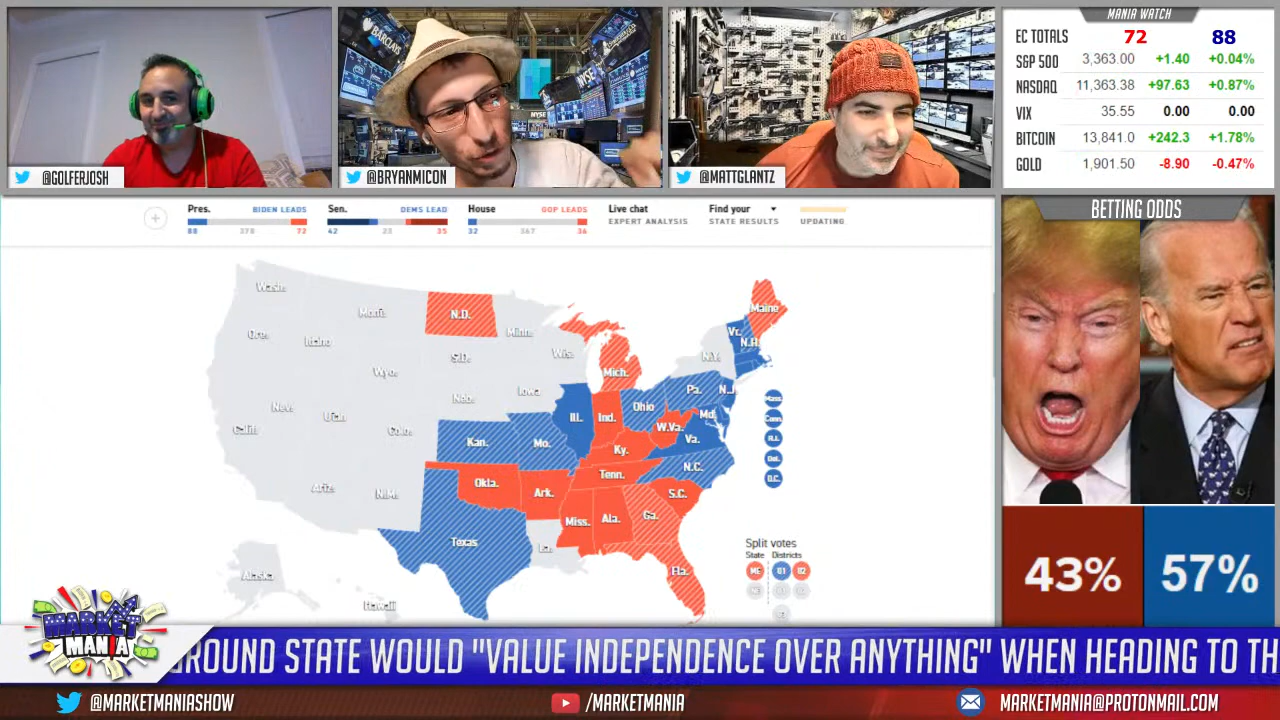 BARCLAYS
NYSE
NYSE
@GOLFERJOSH
@BRYANMICON
@MATTGLANTZ
MANIA WATCH
EC TOTALS 72 88
S&P 500 3,363.00 +1.40 +0.04%
NASDAQ 11,363.38 +97.63 +0.87%
VIX 35.55 0.00 0.00
BITCOIN 13,841.0 +242.3 +1.78%
GOLD 1,901.50 -8.90 -0.47%
Pres. BIDEN LEADS
88 378 72
Sen. DEMS LEAD
42 23 35
House GOP LEADS
32 367 36
Live chat
EXPERT ANALYSIS
Find your
STATE RESULTS
UPDATING
BETTING ODDS
Wash.
Mont.
N.D.
Minn.
Maine
Vt.
N.H.
Ore.
Idaho
S.D.
Wis.
N.Y.
Wyo.
Mich.
Neb.
Iowa
Pa.
N.J.
Nev.
Utah
Colo.
Ill.
Ind.
Ohio
Md.
Mass.
Conn.
R.I.
Del.
D.C.
Calif.
Kan.
Mo.
W.Va.
Va.
Ky.
N.C.
Ariz.
N.M.
Okla.
Ark.
Tenn.
S.C.
Miss.
Ala.
Ga.
Texas
La.
Fla.
Alaska
Hawaii
Split votes
State Districts
ME 01 02
43% 57%
MARKET
MANIA
GROUND STATE WOULD "VALUE INDEPENDENCE OVER ANYTHING" WHEN HEADING TO TH
@MARKETMANIASHOW
/MARKETMANIA
MARKETMANIA@PROTONMAIL.COM